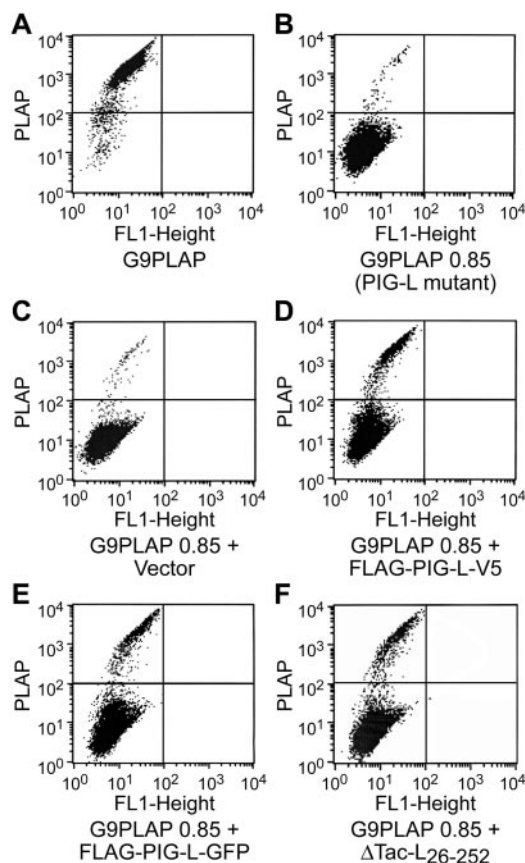 A
B
PLAP
10⁴
10³
10²
10¹
10⁰
10⁰ 10¹ 10² 10³ 10⁴
FL1-Height
G9PLAP
PLAP
10⁴
10³
10²
10¹
10⁰
10⁰ 10¹ 10² 10³ 10⁴
FL1-Height
G9PLAP 0.85
(PIG-L mutant)
C
D
PLAP
10⁴
10³
10²
10¹
10⁰
10⁰ 10¹ 10² 10³ 10⁴
FL1-Height
G9PLAP 0.85 +
Vector
PLAP
10⁴
10³
10²
10¹
10⁰
10⁰ 10¹ 10² 10³ 10⁴
FL1-Height
G9PLAP 0.85 +
FLAG-PIG-L-V5
E
F
PLAP
10⁴
10³
10²
10¹
10⁰
10⁰ 10¹ 10² 10³ 10⁴
FL1-Height
G9PLAP 0.85 +
FLAG-PIG-L-GFP
PLAP
10⁴
10³
10²
10¹
10⁰
10⁰ 10¹ 10² 10³ 10⁴
FL1-Height
G9PLAP 0.85 +
ΔTac-L₂₆₋₂₅₂